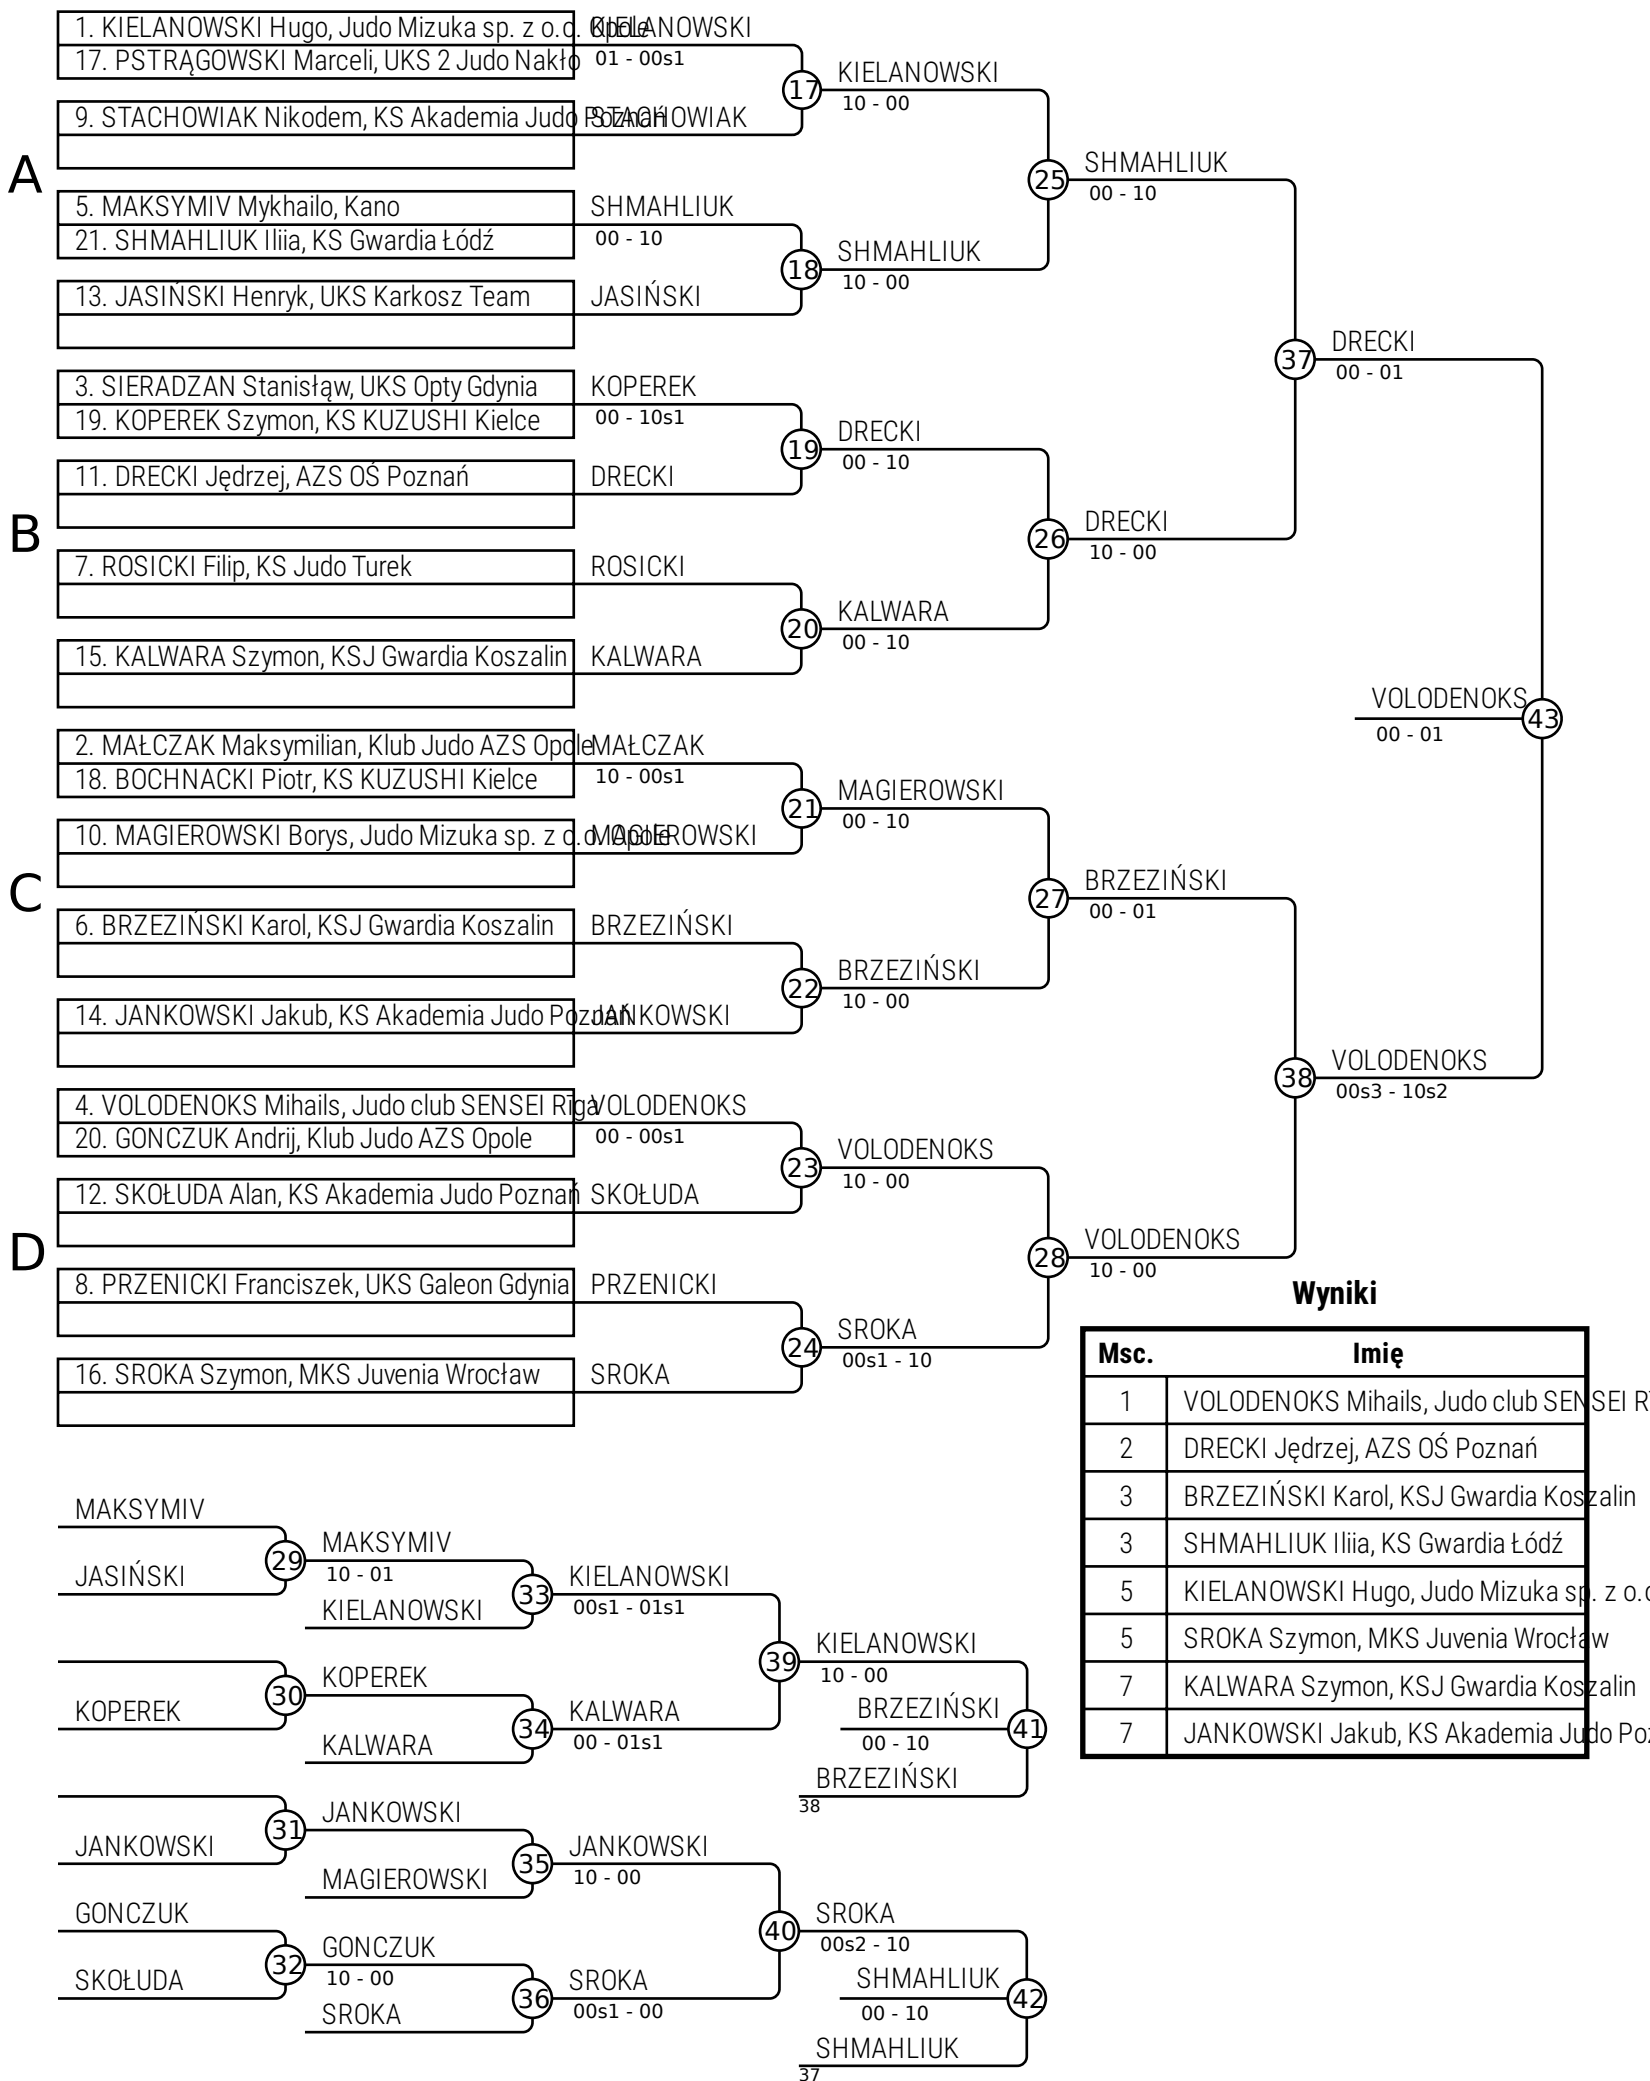 1. KIELANOWSKI Hugo, Judo Mizuka sp. z o.o. Opole
KIELANOWSKI
17. PSTRĄGOWSKI Marceli, UKS 2 Judo Nakło
01 - 00s1
17
KIELANOWSKI
10 - 00
9. STACHOWIAK Nikodem, KS Akademia Judo Poznań
STACHOWIAK
A
25
SHMAHLIUK
00 - 10
5. MAKSYMIV Mykhailo, Kano
SHMAHLIUK
21. SHMAHLIUK Iliia, KS Gwardia Łódź
00 - 10
18
SHMAHLIUK
10 - 00
13. JASIŃSKI Henryk, UKS Karkosz Team
JASIŃSKI
37
DRECKI
00 - 01
3. SIERADZAN Stanisłąw, UKS Opty Gdynia
KOPEREK
19. KOPEREK Szymon, KS KUZUSHI Kielce
00 - 10s1
19
DRECKI
00 - 10
11. DRECKI Jędrzej, AZS OŚ Poznań
DRECKI
B
26
DRECKI
10 - 00
7. ROSICKI Filip, KS Judo Turek
ROSICKI
20
KALWARA
00 - 10
15. KALWARA Szymon, KSJ Gwardia Koszalin
KALWARA
VOLODENOKS
43
00 - 01
2. MAŁCZAK Maksymilian, Klub Judo AZS Opole
MAŁCZAK
18. BOCHNACKI Piotr, KS KUZUSHI Kielce
10 - 00s1
21
MAGIEROWSKI
00 - 10
10. MAGIEROWSKI Borys, Judo Mizuka sp. z o.o. Opole
MAGIEROWSKI
C
27
BRZEZIŃSKI
00 - 01
6. BRZEZIŃSKI Karol, KSJ Gwardia Koszalin
BRZEZIŃSKI
22
BRZEZIŃSKI
10 - 00
14. JANKOWSKI Jakub, KS Akademia Judo Poznań
JANKOWSKI
38
VOLODENOKS
00s3 - 10s2
4. VOLODENOKS Mihails, Judo club SENSEI Rīga
VOLODENOKS
20. GONCZUK Andrij, Klub Judo AZS Opole
00 - 00s1
23
VOLODENOKS
10 - 00
12. SKOŁUDA Alan, KS Akademia Judo Poznań
SKOŁUDA
D
28
VOLODENOKS
10 - 00
8. PRZENICKI Franciszek, UKS Galeon Gdynia
PRZENICKI
24
SROKA
00s1 - 10
16. SROKA Szymon, MKS Juvenia Wrocław
SROKA
Wyniki
Msc. Imię
1 VOLODENOKS Mihails, Judo club SENSEI
2 DRECKI Jędrzej, AZS OŚ Poznań
3 BRZEZIŃSKI Karol, KSJ Gwardia Koszalin
3 SHMAHLIUK Iliia, KS Gwardia Łódź
5 KIELANOWSKI Hugo, Judo Mizuka sp. z o.o
5 SROKA Szymon, MKS Juvenia Wrocław
7 KALWARA Szymon, KSJ Gwardia Koszalin
7 JANKOWSKI Jakub, KS Akademia Judo
MAKSYMIV
29
MAKSYMIV
10 - 01
JASIŃSKI
33
KIELANOWSKI
00s1 - 01s1
KIELANOWSKI
39
KIELANOWSKI
10 - 00
30
KOPEREK
KOPEREK
34
KALWARA
00 - 01s1
KALWARA
BRZEZIŃSKI
41
00 - 10
BRZEZIŃSKI
38
31
JANKOWSKI
JANKOWSKI
35
JANKOWSKI
10 - 00
MAGIEROWSKI
40
SROKA
00s2 - 10
GONCZUK
32
GONCZUK
10 - 00
SKOŁUDA
36
SROKA
00s1 - 00
SROKA
SHMAHLIUK
42
00 - 10
SHMAHLIUK
37